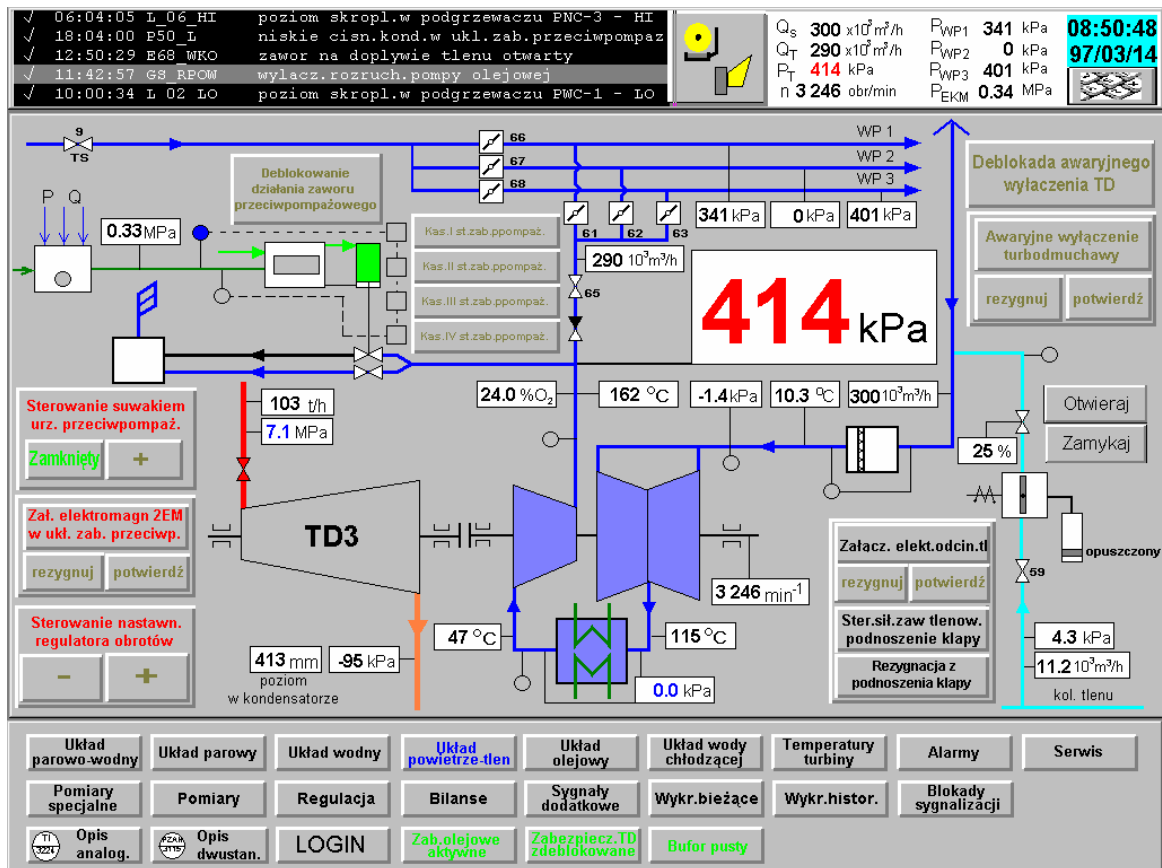 √ 06:04:05 L_06_HI poziom skropl.w podgrzewaczu PNC-3 - HI
√ 18:04:00 P50_L niskie cisn.kond.w ukl.zab.przeciwpompaz
√ 12:50:29 E68_WKO zawor na doplywie tlenu otwarty
√ 11:42:57 GS_RPOW wylacz.rozruch.pompy olejowej
√ 10:00:34 L 02 LO poziom skropl.w podgrzewaczu PWC-1 - LO
Qs 300 x10³m³/h PWP1 341 kPa
QT 290 x10³m³/h PWP2 0 kPa
PT 414 kPa PWP3 401 kPa
n 3 246 obr/min PEKM 0.34 MPa
08:50:48
97/03/14
9
TS
66
WP 1
67
WP 2
68
WP 3
Deblokowanie
działania zaworu
przeciwpompażowego
Deblokada awaryjnego
wyłaczenia TD
P Q
0.33 MPa
Kas.I st.zab.ppompaż.
Kas.II st.zab.ppompaż.
Kas.III st.zab.ppompaż.
Kas.IV st.zab.ppompaż.
61 62 63
341 kPa 0 kPa 401 kPa
290 10³m³/h
65
Awaryjne wyłączenie
turbodmuchawy
rezygnuj potwierdź
414 kPa
Sterowanie suwakiem
urz. przeciwpompaż.
Zamknięty +
103 t/h
7.1 MPa
24.0 %O₂ 162 °C -1.4 kPa 10.3 °C 300 10³m³/h
Otwieraj
Zamykaj
25 %
Zał. elektromagn 2EM
w ukł. zab. przeciwp.
rezygnuj potwierdź
TD3
opuszczony
59
Załącz. elekt.odcin.tl
rezygnuj potwierdź
Ster.sił.zaw tlenow.
podnoszenie klapy
Rezygnacja z
podnoszenia klapy
3 246 min⁻¹
Sterowanie nastawn.
regulatora obrotów
- +
47 °C 115 °C
413 mm -95 kPa
poziom
w kondensatorze
0.0 kPa
4.3 kPa
11.2 10³m³/h
kol. tlenu
Układ
parowo-wodny
Układ parowy
Układ wodny
Układ
powietrze-tlen
Układ
olejowy
Układ wody
chłodzącej
Temperatury
turbiny
Alarmy
Serwis
Pomiary
specjalne
Pomiary
Regulacja
Bilanse
Sygnały
dodatkowe
Wykr.bieżące
Wykr.histor.
Blokady
sygnalizacji
TI
3224
Opis
analog.
PZAH
3115
Opis
dwustan.
LOGIN
Zab.olejowe
aktywne
Zabezpiecz.TD
zdeblokowane
Bufor pusty